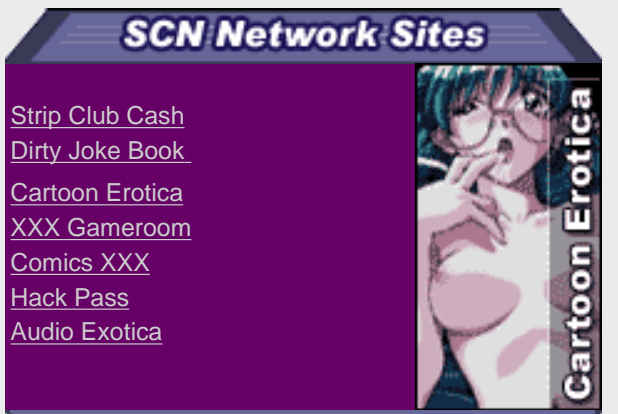 SCN Network Sites
Strip Club Cash
Dirty Joke Book
Cartoon Erotica
XXX Gameroom
Comics XXX
Hack Pass
Audio Exotica
Cartoon Erotica